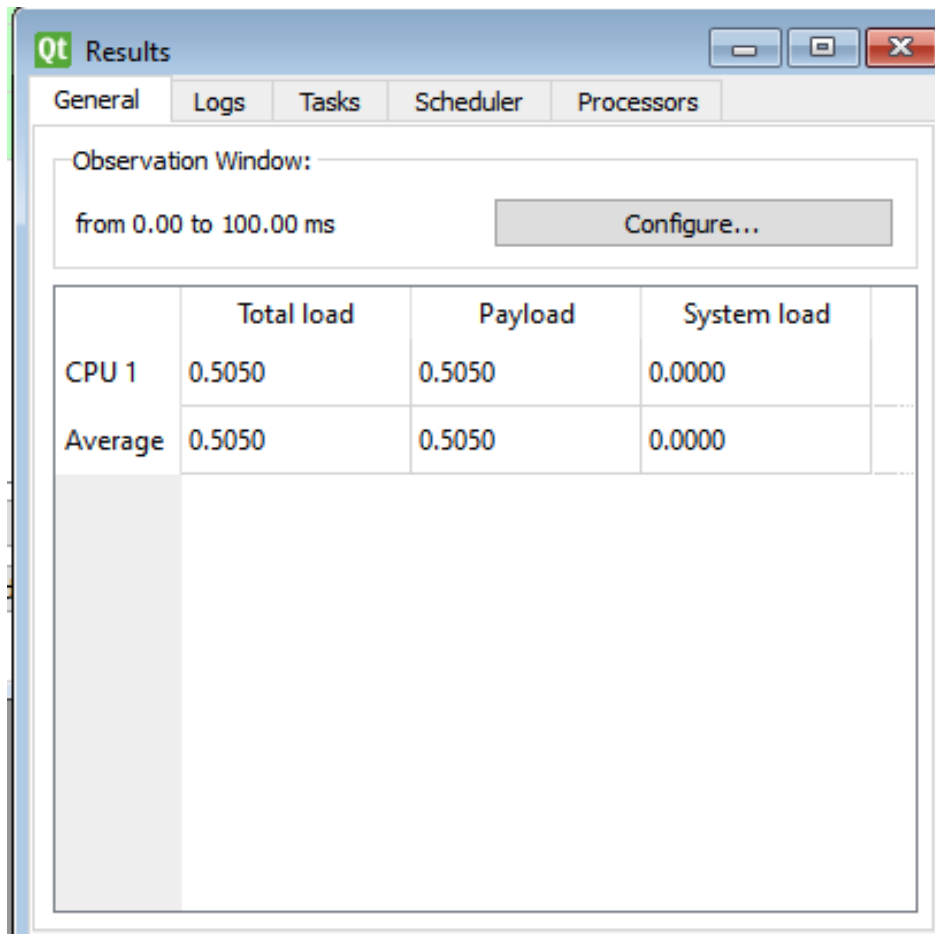 Qt Results
General Logs Tasks Scheduler Processors
Observation Window:
from 0.00 to 100.00 ms Configure...
Total load Payload System load
CPU 1 0.5050 0.5050 0.0000
Average 0.5050 0.5050 0.0000